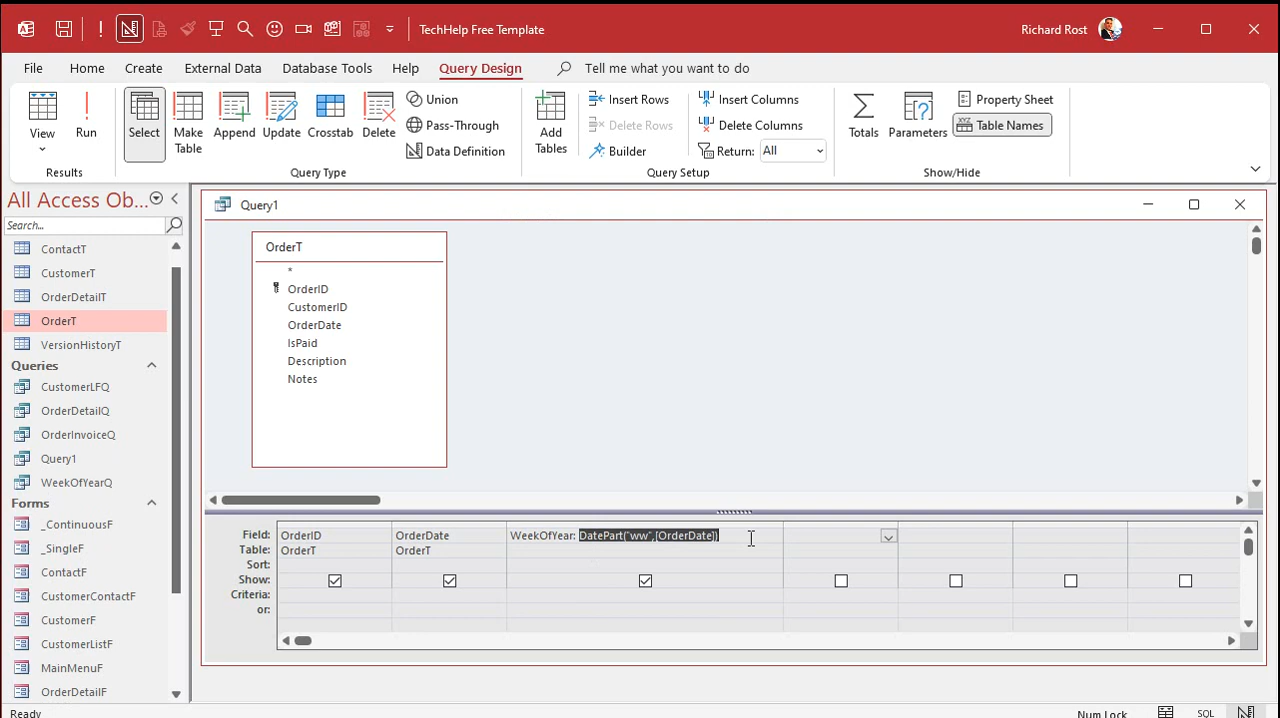 TechHelp Free Template
Richard Rost
File Home Create External Data Database Tools Help Query Design Tell me what you want to do
View
Run
Results
Select
Make Table
Append
Update
Crosstab
Delete
Union
Pass-Through
Data Definition
Query Type
Add Tables
Insert Rows
Delete Rows
Builder
Insert Columns
Delete Columns
Return: All
Query Setup
Totals
Parameters
Property Sheet
Table Names
Show/Hide
All Access Ob...
Search...
ContactT
CustomerT
OrderDetailT
OrderT
VersionHistoryT
Queries
CustomerLFQ
OrderDetailQ
OrderInvoiceQ
Query1
WeekOfYearQ
Forms
_ContinuousF
_SingleF
ContactF
CustomerContactF
CustomerF
CustomerListF
MainMenuF
OrderDetailF
Query1
OrderT
*
OrderID
CustomerID
OrderDate
IsPaid
Description
Notes
Field: OrderID OrderDate WeekOfYear: DatePart("ww",[OrderDate])
Table: OrderT OrderT
Sort:
Show:
Criteria:
or:
Ready
Num Lock
SQL